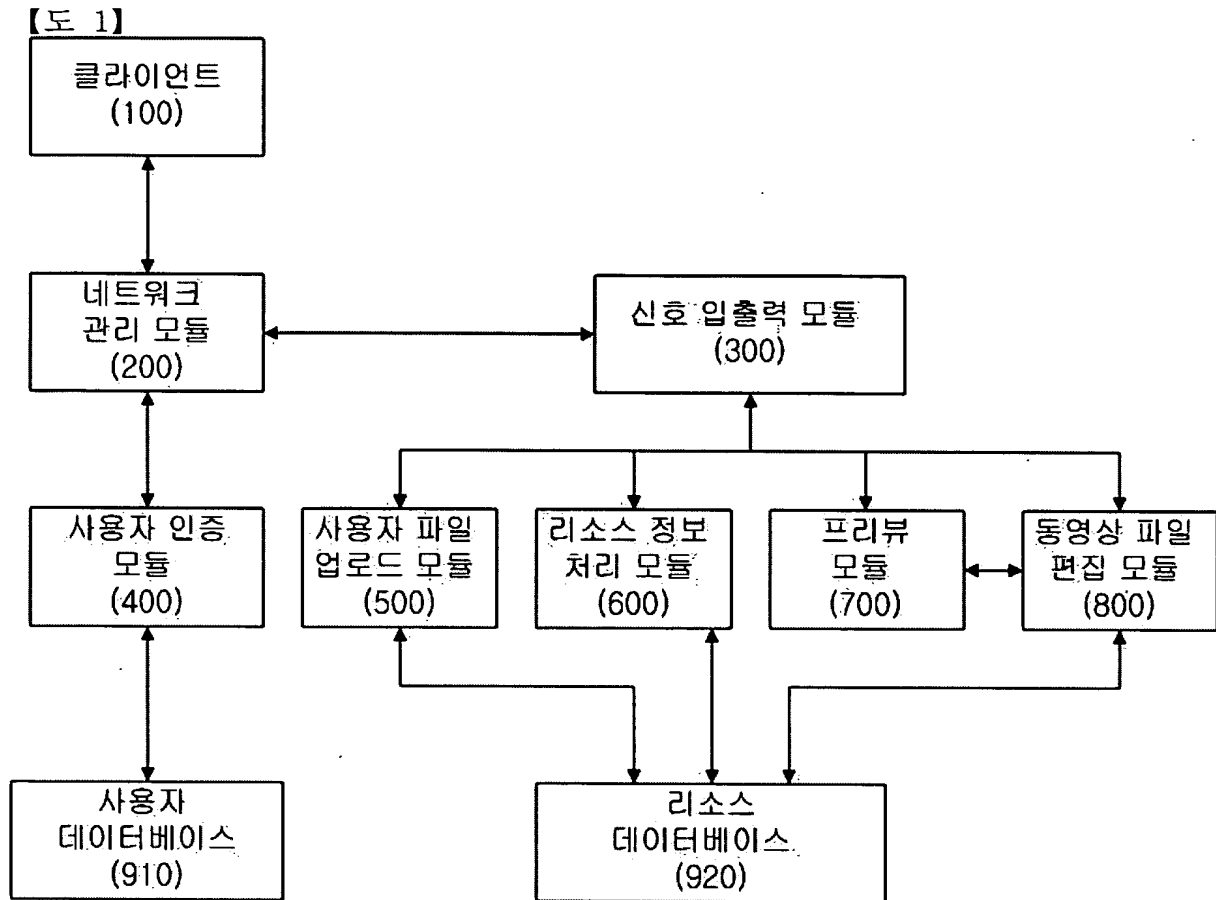 【도 1】
클라이언트
(100)
네트워크
관리 모듈
(200)
신호 입출력 모듈
(300)
사용자 인증
모듈
(400)
사용자 파일
업로드 모듈
(500)
리소스 정보
처리 모듈
(600)
프리뷰
모듈
(700)
동영상 파일
편집 모듈
(800)
사용자
데이터베이스
(910)
리소스
데이터베이스
(920)